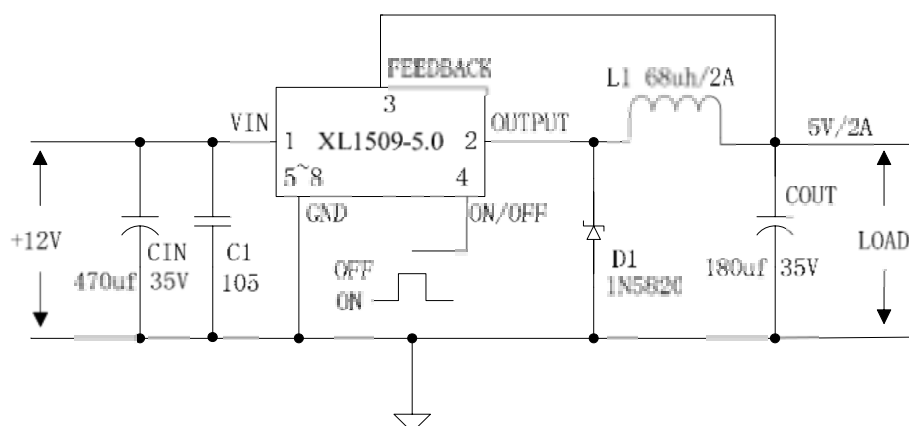 FEEDBACK
L1 68uh/2A
3
VIN
OUTPUT
5V/2A
1
XL1509-5.0
2
5~8
4
GND
ON/OFF
COUT
+12V
CIN
C1
OFF
D1
LOAD
470uf 35V
105
ON
1N5820
180uf 35V